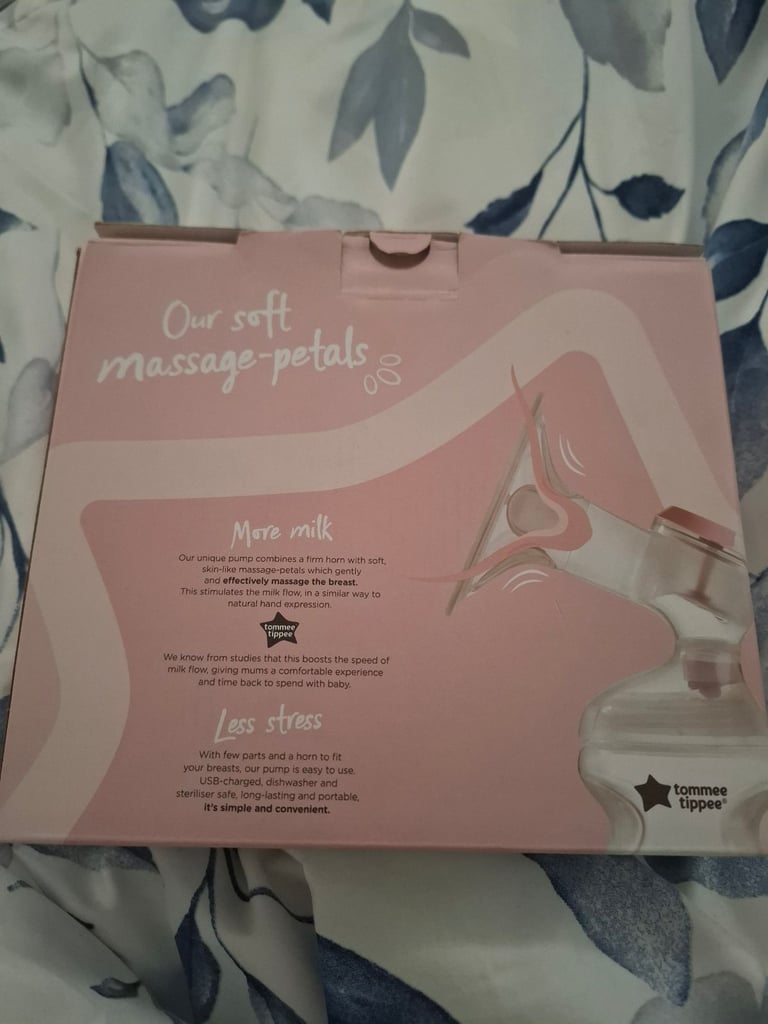 Our soft
massage-petals
More milk
Our unique pump combines a firm horn with soft,
skin-like massage-petals which gently
and effectively massage the breast.
This stimulates the milk flow, in a similar way to
natural hand expression.
tommee
tippee
We know from studies that this boosts the speed of
milk flow, giving mums a comfortable experience
and time back to spend with baby.
Less stress
With few parts and a horn to fit
your breasts, our pump is easy to use.
USB-charged, dishwasher and
steriliser safe, long-lasting and portable,
it's simple and convenient.
tommee
tippee®